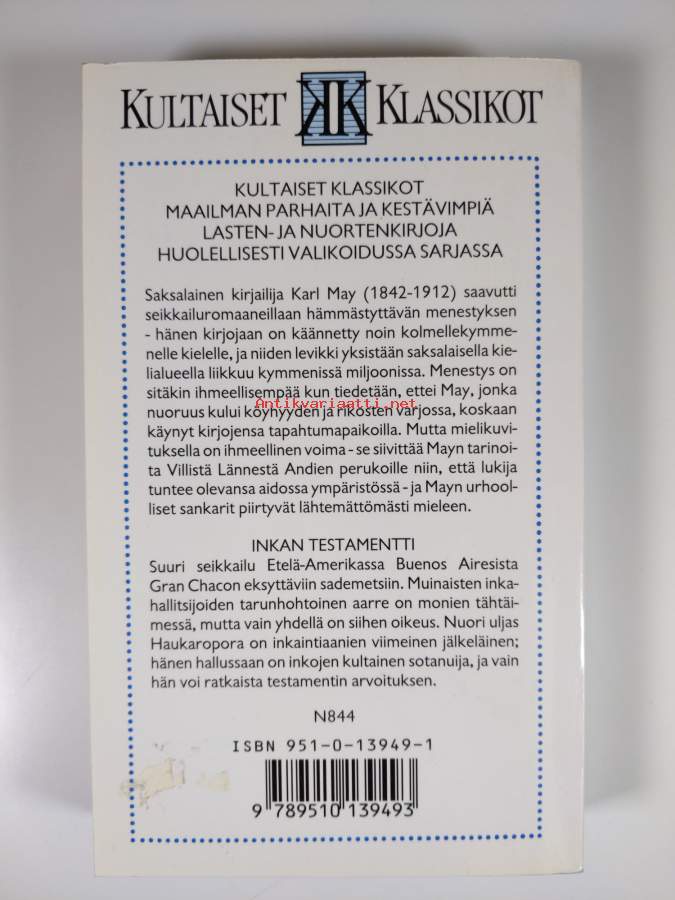 KULTAISET KK KLASSIKOT
KULTAISET KLASSIKOT
MAAILMAN PARHAITA JA KESTÄVIMPIÄ
LASTEN- JA NUORTENKIRJOJA
HUOLELLISESTI VALIKOIDUSSA SARJASSA
Saksalainen kirjailija Karl May (1842-1912) saavutti
seikkailuromaaneillaan hämmästyttävän menestyksen
- hänen kirjojaan on käännetty noin kolmellekymme-
nelle kielelle, ja niiden levikki yksistään saksalaisella kie-
lialueella liikkuu kymmenissä miljoonissa. Menestys on
sitäkin ihmeellisempää kun tiedetään, ettei May, jonka
Antikvariaatti.net
nuoruus kului köyhyyden ja rikosten varjossa, koskaan
käynyt kirjojensa tapahtumapaikoilla. Mutta mielikuvi-
tuksella on ihmeellinen voima - se siivittää Mayn tarinoi-
ta Villistä Lännestä Andien perukoille niin, että lukija
tuntee olevansa aidossa ympäristössä - ja Mayn urhool-
liset sankarit piirtyvät lähtemättömästi mieleen.
INKAN TESTAMENTTI
Suuri seikkailu Etelä-Amerikassa Buenos Airesista
Gran Chacon eksyttäviin sademetsiin. Muinaisten inka-
hallitsijoiden tarunhohtoinen aarre on monien tähtäi-
messä, mutta vain yhdellä on siihen oikeus. Nuori uljas
Haukaropora on inkaintiaanien viimeinen jälkeläinen;
hänen hallussaan on inkojen kultainen sotanuija, ja vain
hän voi ratkaista testamentin arvoituksen.
N844
ISBN 951-0-13949-1
9 789510 139493